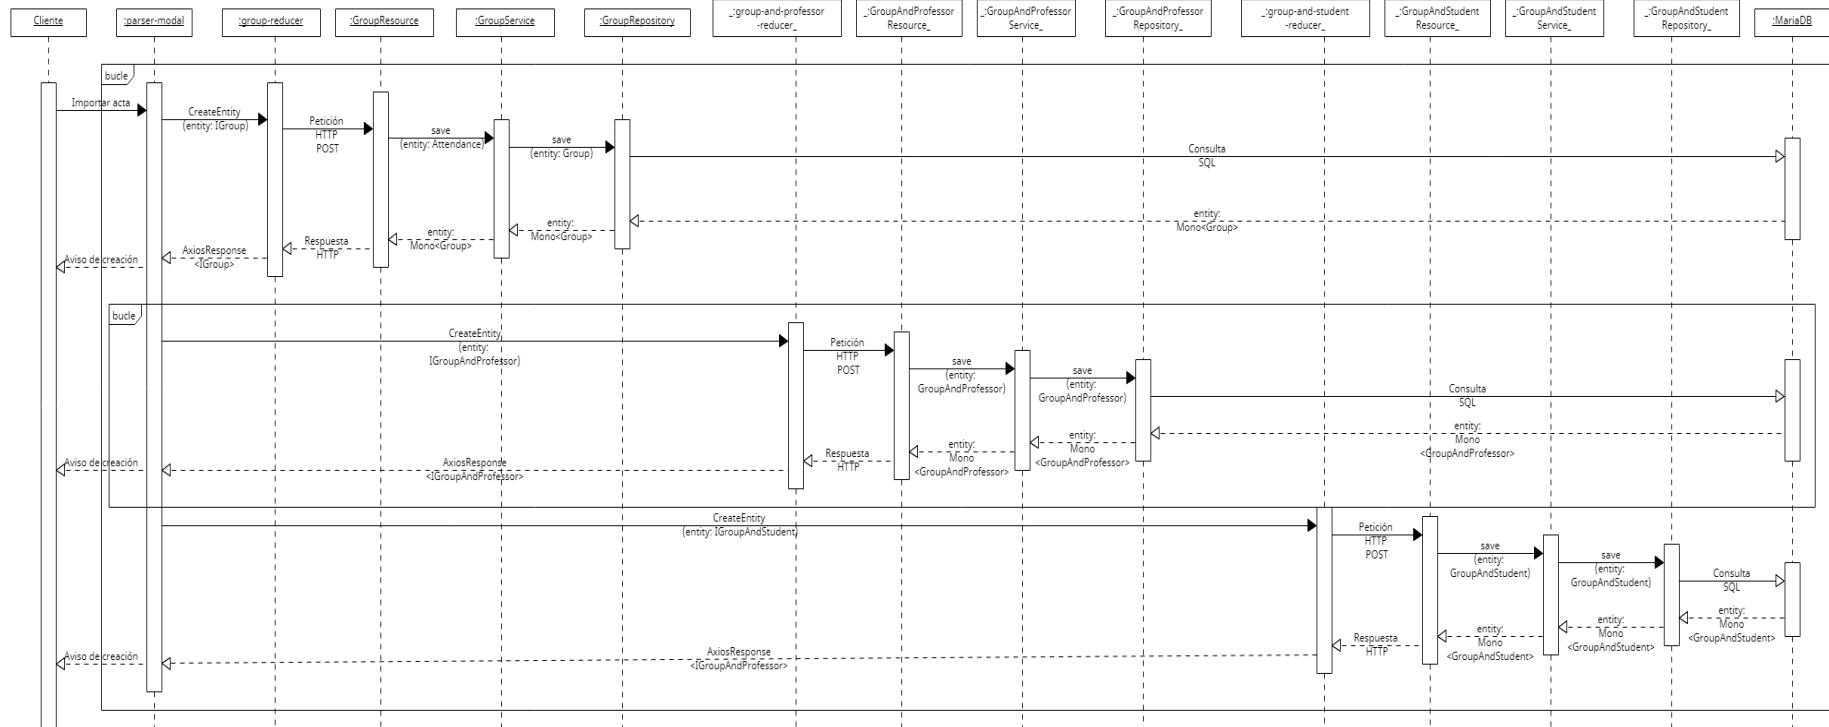 Cliente
:parser-modal
:group-reducer
:GroupResource
:GroupService
:GroupRepository
_:group-and-professor
-reducer_
_:GroupAndProfessor
Resource_
_:GroupAndProfessor
Service_
_:GroupAndProfessor
Repository_
_:group-and-student
-reducer_
_:GroupAndStudent
Resource_
_:GroupAndStudent
Service_
_:GroupAndStudent
Repository_
:MariaDB
bucle
Importar acta
CreateEntity
(entity: IGroup)
Petición
HTTP
POST
save
(entity: Attendance)
save
(entity: Group)
Consulta
SQL
entity:
Mono<Group>
entity:
Mono<Group>
entity:
Mono<Group>
Respuesta
HTTP
AxiosResponse
<IGroup>
Aviso de creación
bucle
CreateEntity
(entity:
IGroupAndProfessor)
Petición
HTTP
POST
save
(entity:
GroupAndProfessor)
save
(entity:
GroupAndProfessor)
Consulta
SQL
entity:
Mono
<GroupAndProfessor>
entity:
Mono
<GroupAndProfessor>
entity:
Mono
<GroupAndProfessor>
Respuesta
HTTP
AxiosResponse
<IGroupAndProfessor>
Aviso de creación
CreateEntity
(entity: IGroupAndStudent)
Petición
HTTP
POST
save
(entity:
GroupAndStudent)
save
(entity:
GroupAndStudent)
Consulta
SQL
entity:
Mono
<GroupAndStudent>
entity:
Mono
<GroupAndStudent>
entity:
Mono
<GroupAndStudent>
Respuesta
HTTP
AxiosResponse
<IGroupAndProfessor>
Aviso de creación